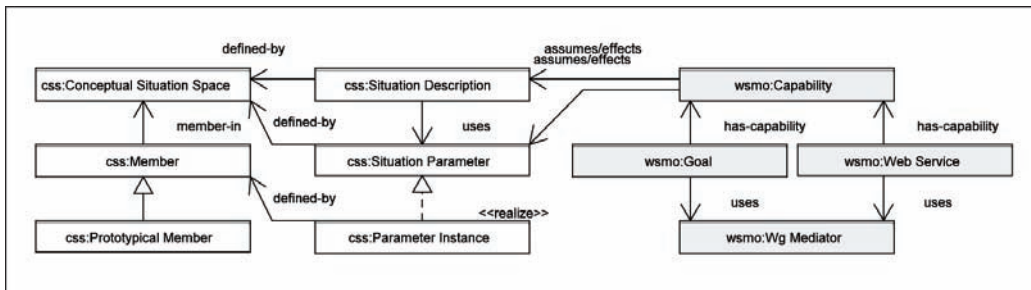 assumes/effects
defined-by
assumes/effects
css:Conceptual Situation Space
css:Situation Description
wsmo:Capability
member-in
defined-by
uses
has-capability
has-capability
css:Member
css:Situation Parameter
wsmo:Goal
wsmo:Web Service
defined-by
<<realize>>
uses
uses
css:Prototypical Member
css:Parameter Instance
wsmo:Wg Mediator